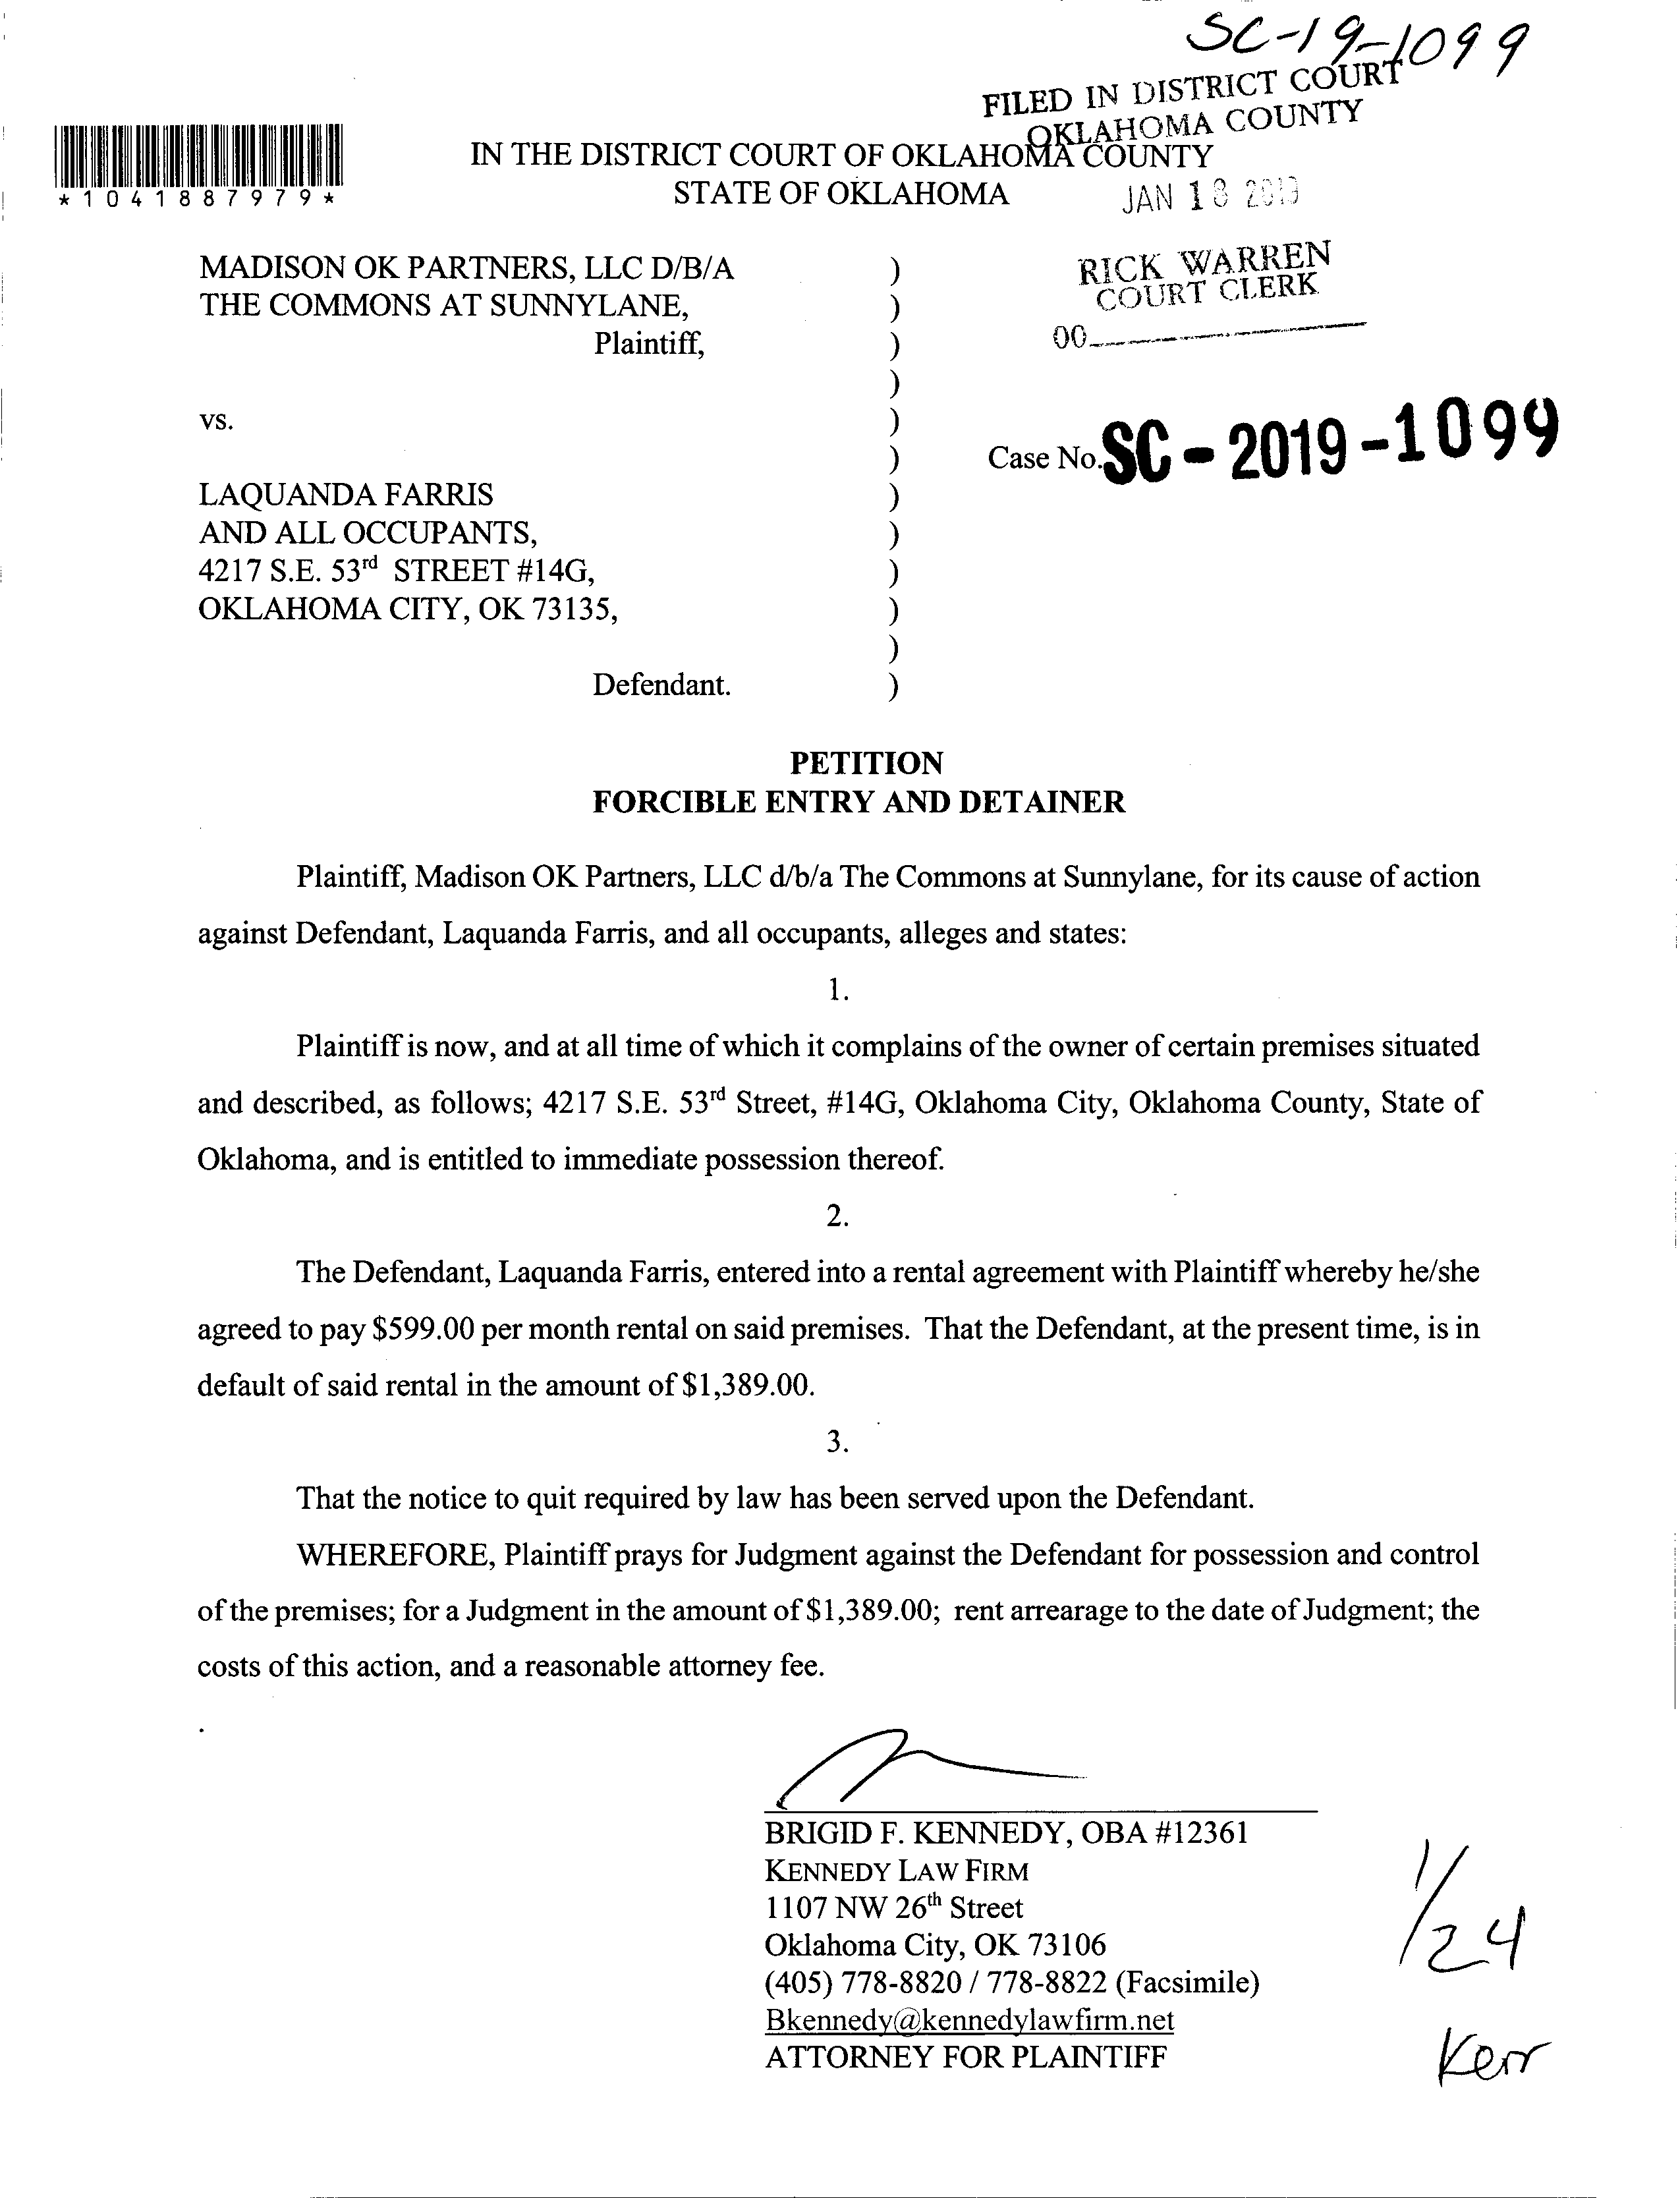 SC-19-1099
FILED IN DISTRICT COURT
OKLAHOMA COUNTY
*1041887979*
IN THE DISTRICT COURT OF OKLAHOMA COUNTY
STATE OF OKLAHOMA
JAN 18 2019
MADISON OK PARTNERS, LLC D/B/A )
THE COMMONS AT SUNNYLANE, )
Plaintiff, )
)
RICK WARREN
COURT CLERK
00
vs. )
)
Case No. SC-2019-1099
LAQUANDA FARRIS )
AND ALL OCCUPANTS, )
4217 S.E. 53rd STREET #14G, )
OKLAHOMA CITY, OK 73135, )
)
Defendant. )
PETITION
FORCIBLE ENTRY AND DETAINER
Plaintiff, Madison OK Partners, LLC d/b/a The Commons at Sunnylane, for its cause of action
against Defendant, Laquanda Farris, and all occupants, alleges and states:
1.
Plaintiff is now, and at all time of which it complains of the owner of certain premises situated
and described, as follows; 4217 S.E. 53rd Street, #14G, Oklahoma City, Oklahoma County, State of
Oklahoma, and is entitled to immediate possession thereof.
2.
The Defendant, Laquanda Farris, entered into a rental agreement with Plaintiff whereby he/she
agreed to pay $599.00 per month rental on said premises. That the Defendant, at the present time, is in
default of said rental in the amount of $1,389.00.
3.
That the notice to quit required by law has been served upon the Defendant.
WHEREFORE, Plaintiff prays for Judgment against the Defendant for possession and control
of the premises; for a Judgment in the amount of $1,389.00; rent arrearage to the date of Judgment; the
costs of this action, and a reasonable attorney fee.
BRIGID F. KENNEDY, OBA #12361
KENNEDY LAW FIRM
1107 NW 26th Street
Oklahoma City, OK 73106
(405) 778-8820 / 778-8822 (Facsimile)
Bkennedy@kennedylawfirm.net
ATTORNEY FOR PLAINTIFF
1/24
Kerr